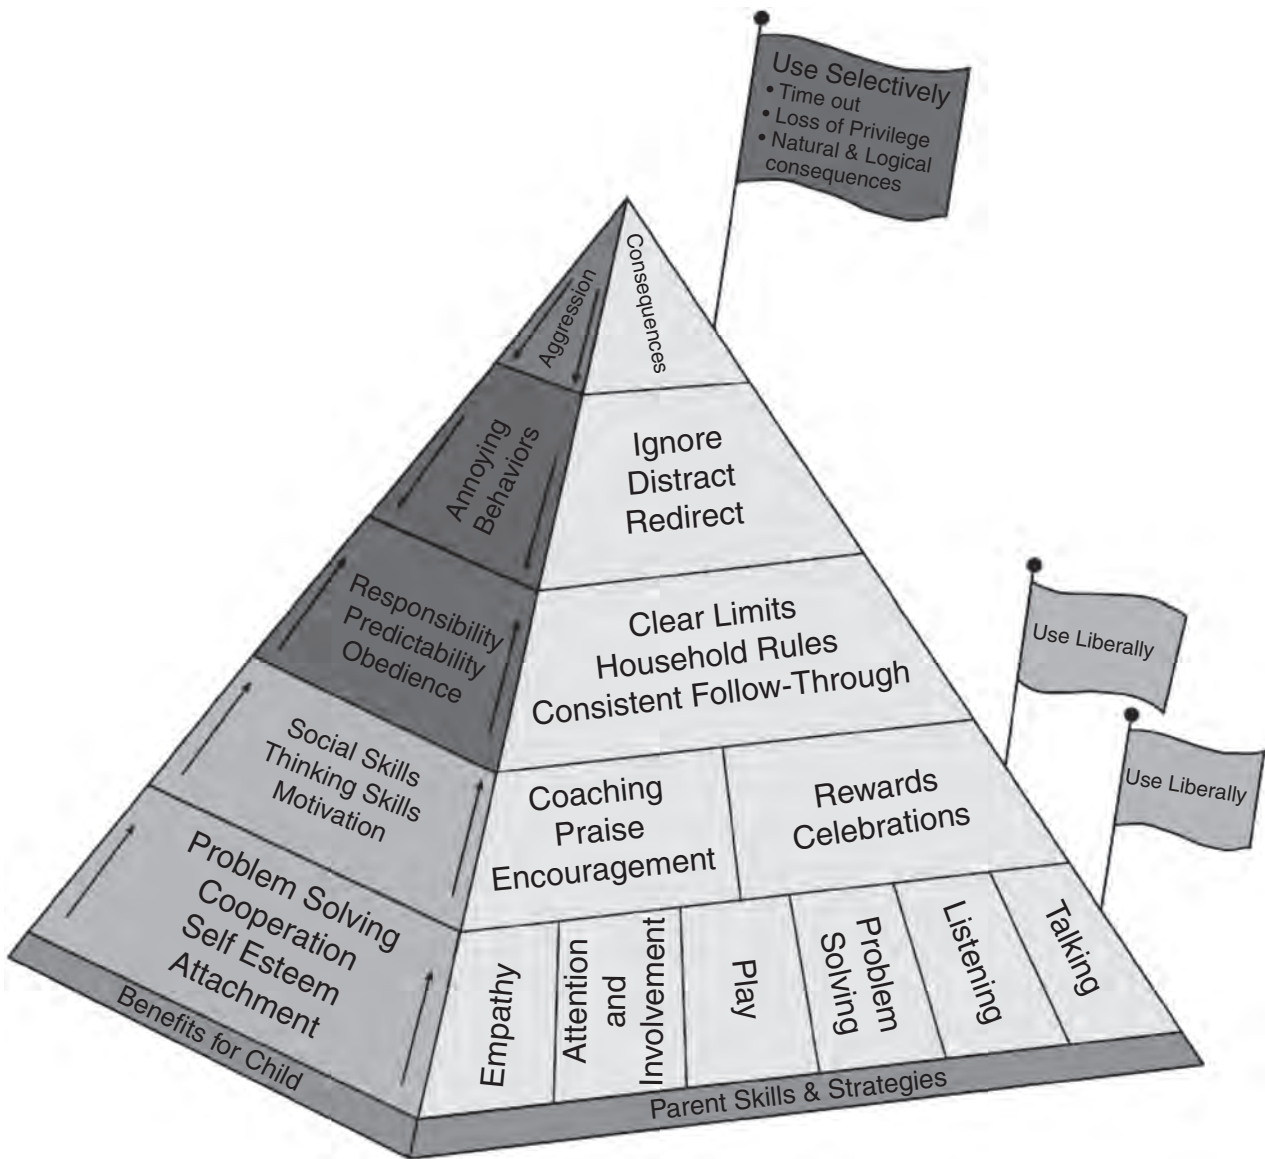 Use Selectively
• Time out
• Loss of Privilege
• Natural & Logical
consequences
Aggression
Consequences
Annoying
Behaviors
Ignore
Distract
Redirect
Responsibility
Predictability
Obedience
Clear Limits
Household Rules
Consistent Follow-Through
Use Liberally
Social Skills
Thinking Skills
Motivation
Coaching
Praise
Encouragement
Rewards
Celebrations
Use Liberally
Problem Solving
Cooperation
Self Esteem
Attachment
Empathy
Attention
and
Involvement
Play
Problem
Solving
Listening
Talking
Benefits for Child
Parent Skills & Strategies